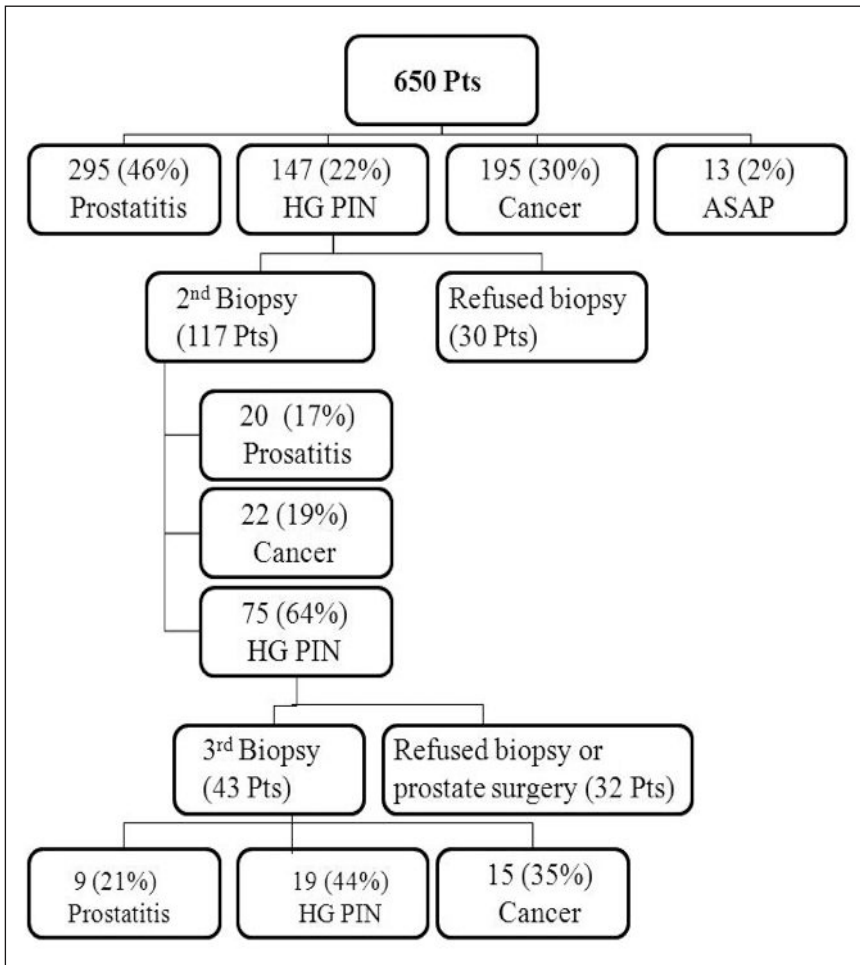 650 Pts
295 (46%)
Prostatitis
147 (22%)
HG PIN
195 (30%)
Cancer
13 (2%)
ASAP
2nd Biopsy
(117 Pts)
Refused biopsy
(30 Pts)
20 (17%)
Prosatitis
22 (19%)
Cancer
75 (64%)
HG PIN
3rd Biopsy
(43 Pts)
Refused biopsy or
prostate surgery (32 Pts)
9 (21%)
Prostatitis
19 (44%)
HG PIN
15 (35%)
Cancer